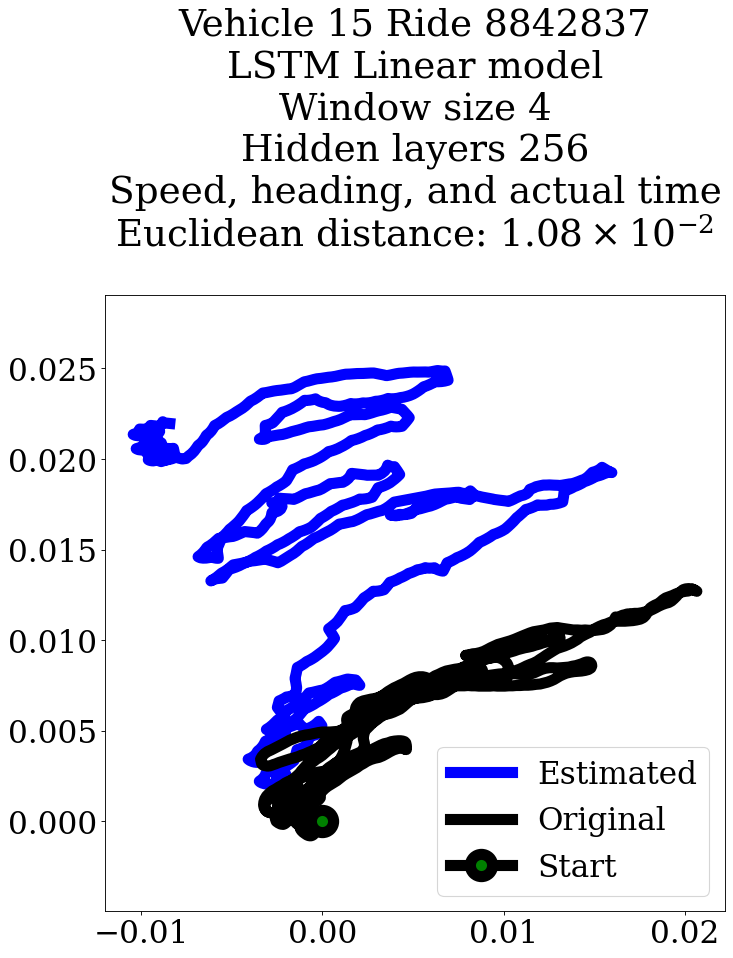 Vehicle 15 Ride 8842837
LSTM Linear model
Window size 4
Hidden layers 256
Speed, heading, and actual time
Euclidean distance: 1.08 × 10⁻²
0.025
0.020
0.015
0.010
0.005
0.000
Estimated
Original
Start
−0.01 0.00 0.01 0.02